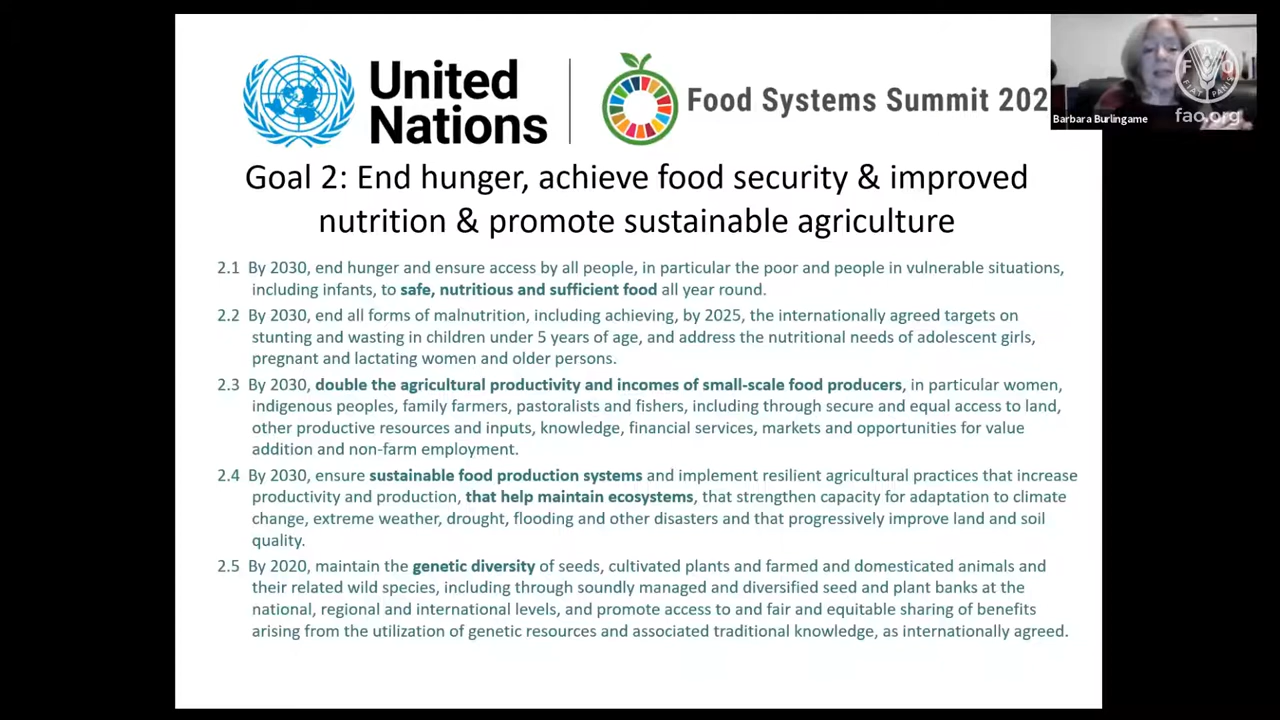 United
Nations
Food Systems Summit 202
Barbara Burlingame
FAO
FIAT PANIS
fao.org
Goal 2: End hunger, achieve food security & improved
nutrition & promote sustainable agriculture
2.1 By 2030, end hunger and ensure access by all people, in particular the poor and people in vulnerable situations,
including infants, to safe, nutritious and sufficient food all year round.
2.2 By 2030, end all forms of malnutrition, including achieving, by 2025, the internationally agreed targets on
stunting and wasting in children under 5 years of age, and address the nutritional needs of adolescent girls,
pregnant and lactating women and older persons.
2.3 By 2030, double the agricultural productivity and incomes of small-scale food producers, in particular women,
indigenous peoples, family farmers, pastoralists and fishers, including through secure and equal access to land,
other productive resources and inputs, knowledge, financial services, markets and opportunities for value
addition and non-farm employment.
2.4 By 2030, ensure sustainable food production systems and implement resilient agricultural practices that increase
productivity and production, that help maintain ecosystems, that strengthen capacity for adaptation to climate
change, extreme weather, drought, flooding and other disasters and that progressively improve land and soil
quality.
2.5 By 2020, maintain the genetic diversity of seeds, cultivated plants and farmed and domesticated animals and
their related wild species, including through soundly managed and diversified seed and plant banks at the
national, regional and international levels, and promote access to and fair and equitable sharing of benefits
arising from the utilization of genetic resources and associated traditional knowledge, as internationally agreed.